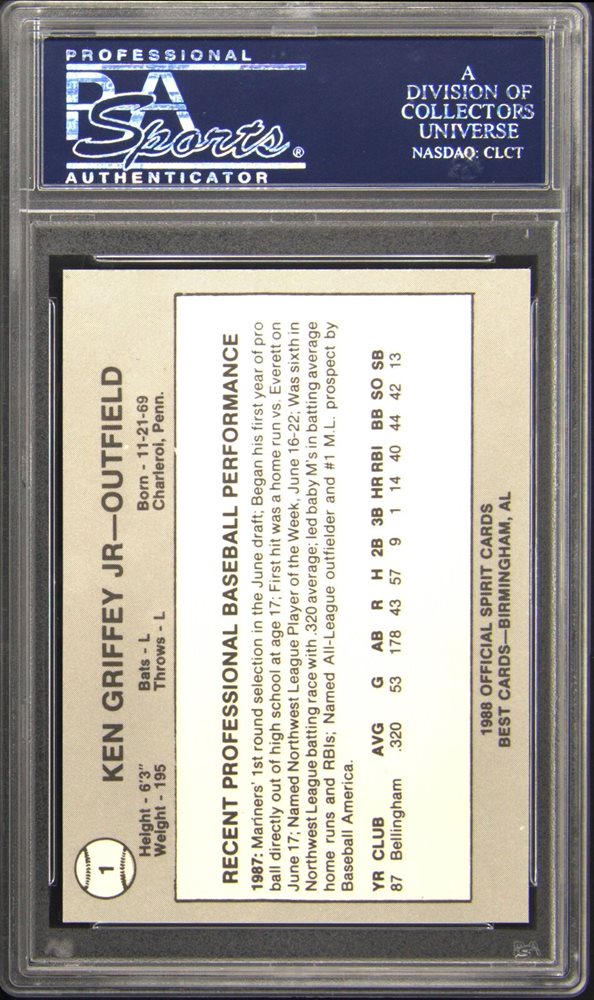 PROFESSIONAL
PSA
Sports®
AUTHENTICATOR
A
DIVISION OF
COLLECTORS
UNIVERSE
NASDAQ: CLCT
1
KEN GRIFFEY JR—OUTFIELD
Height - 6'3" Bats - L Born - 11-21-69
Weight - 195 Throws - L Charleroi, Penn.
RECENT PROFESSIONAL BASEBALL PERFORMANCE
1987: Mariners' 1st round selection in the June draft; Began his first year of pro
ball directly out of high school at age 17; First hit was a home run vs. Everett on
June 17; Named Northwest League Player of the Week, June 16-22; Was sixth in
Northwest League batting race with .320 average; led baby M's in batting average
home runs and RBIs; Named All-League outfielder and #1 M.L. prospect by
Baseball America.
YR CLUB AVG G AB R H 2B 3B HR RBI BB SO SB
87 Bellingham .320 53 178 43 57 9 1 14 40 44 42 13
1988 OFFICIAL SPIRIT CARDS
BEST CARDS—BIRMINGHAM, AL
PSA